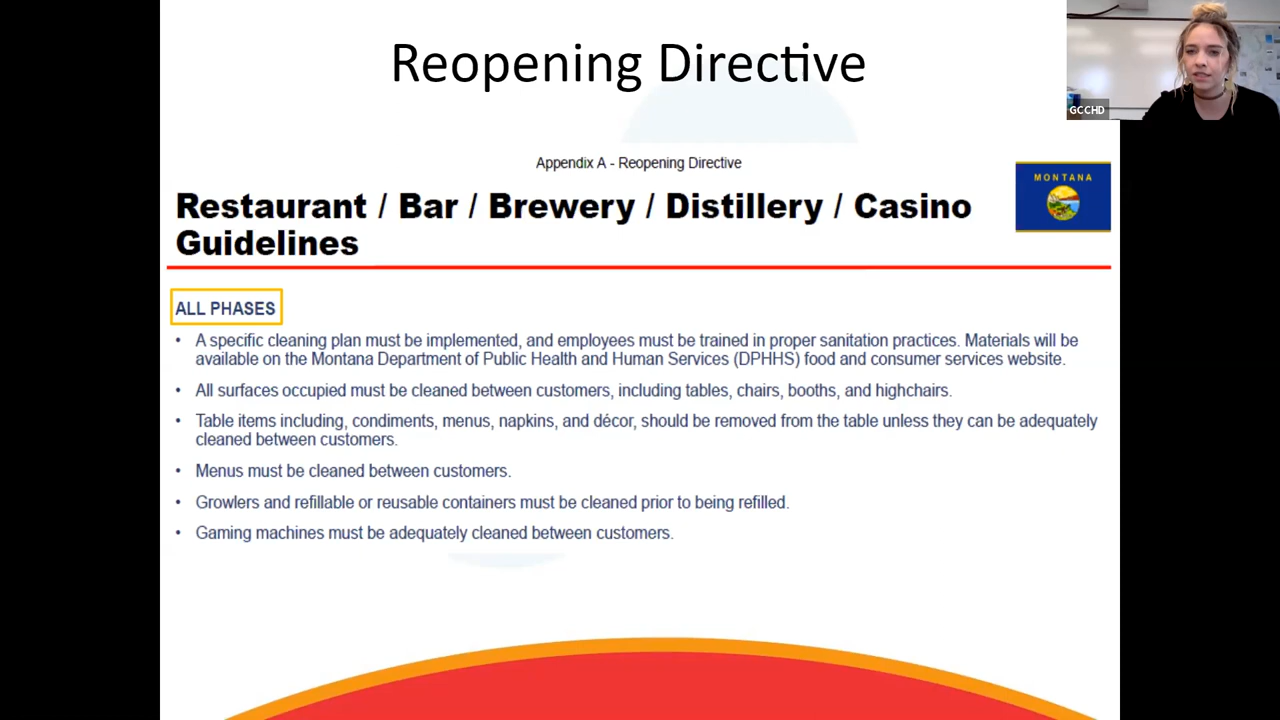 Reopening Directive
GCCHD
Appendix A - Reopening Directive
MONTANA
Restaurant / Bar / Brewery / Distillery / Casino
Guidelines
ALL PHASES
• A specific cleaning plan must be implemented, and employees must be trained in proper sanitation practices. Materials will be
available on the Montana Department of Public Health and Human Services (DPHHS) food and consumer services website.
• All surfaces occupied must be cleaned between customers, including tables, chairs, booths, and highchairs.
• Table items including, condiments, menus, napkins, and décor, should be removed from the table unless they can be adequately
cleaned between customers.
• Menus must be cleaned between customers.
• Growlers and refillable or reusable containers must be cleaned prior to being refilled.
• Gaming machines must be adequately cleaned between customers.